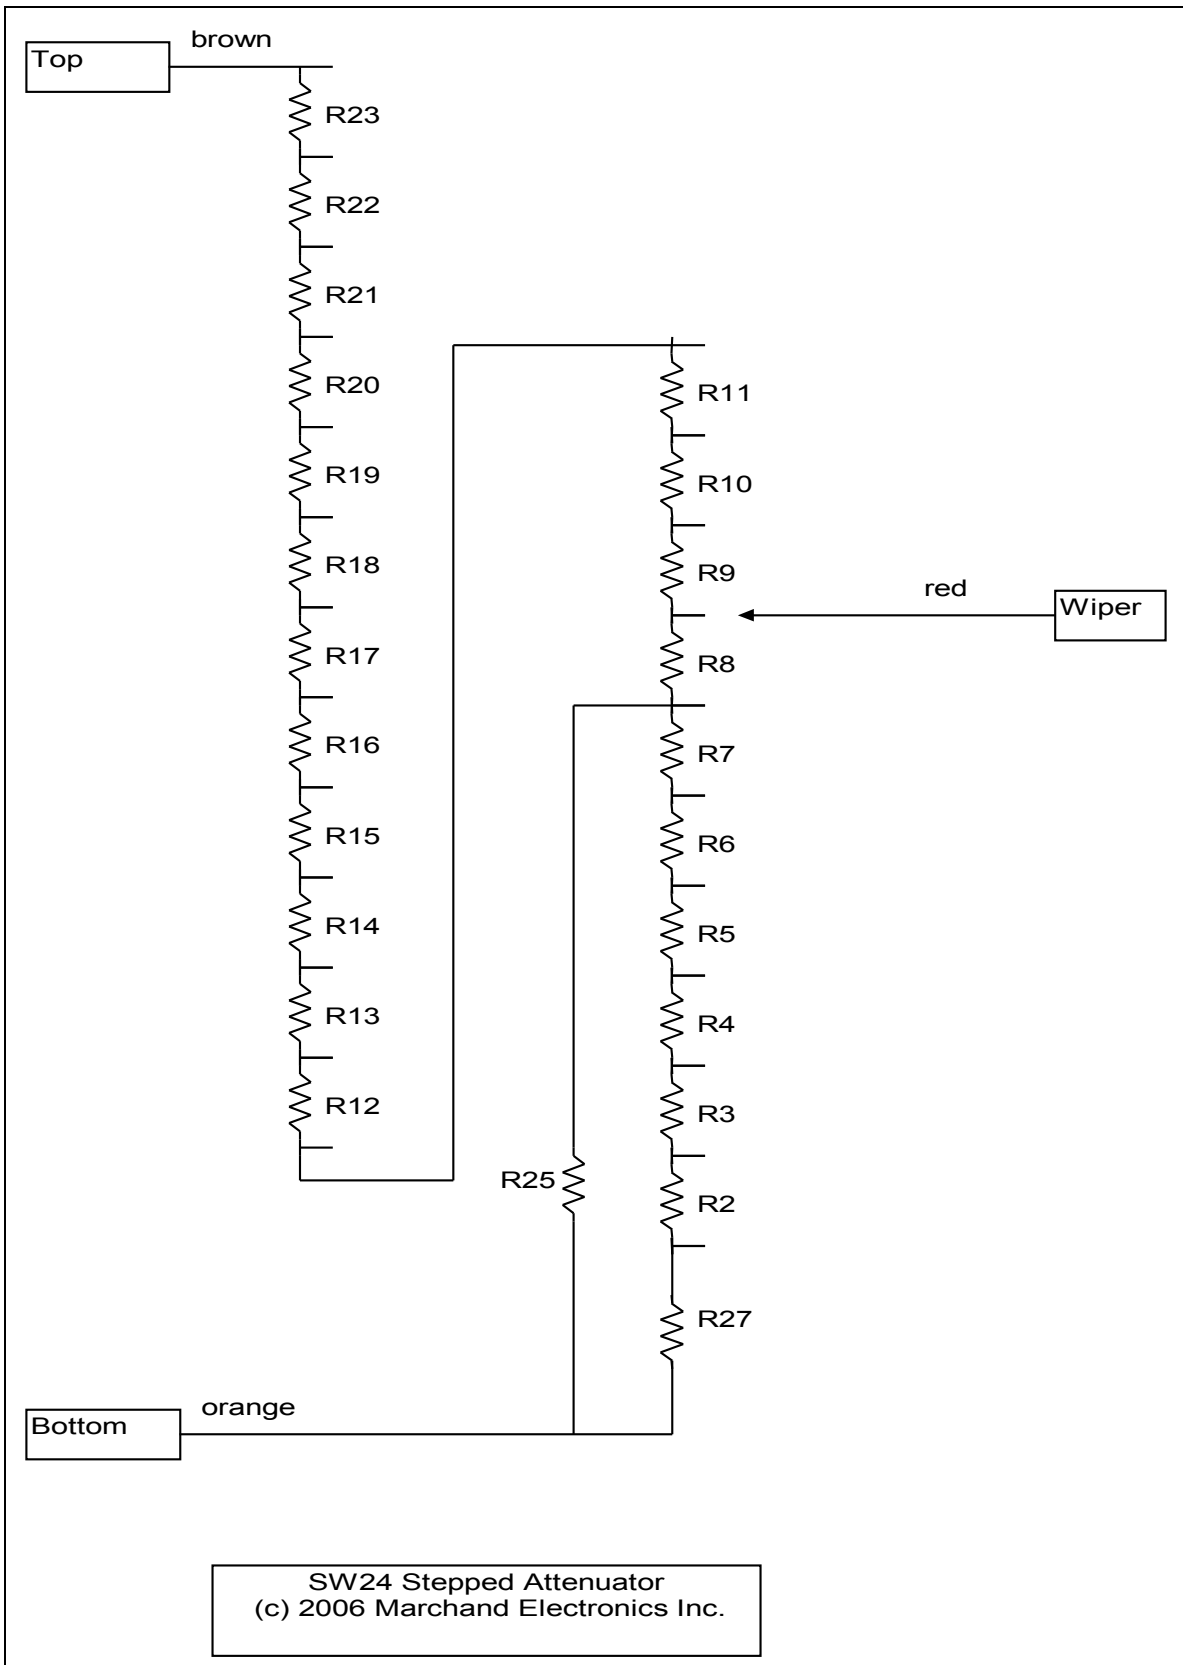 brown
Top
R23
R22
R21
R20
R19
R18
R17
R16
R15
R14
R13
R12
R11
R10
R9
red
Wiper
R8
R7
R6
R5
R4
R3
R25
R2
R27
orange
Bottom
SW24 Stepped Attenuator
(c) 2006 Marchand Electronics Inc.